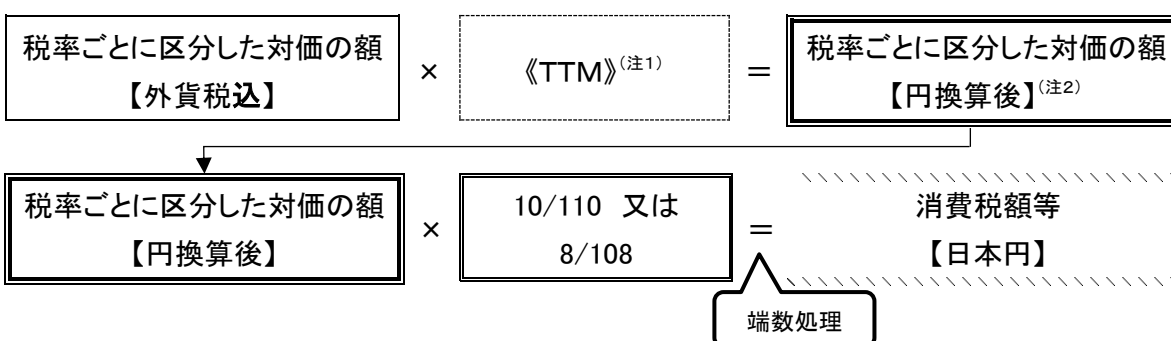 税率ごとに区分した対価の額 × 《TTM》(注1) = 税率ごとに区分した対価の額
【外貨税込】 【円換算後】(注2)
税率ごとに区分した対価の額 × 10/110 又は = 消費税額等
【円換算後】 8/108 【日本円】
端数処理